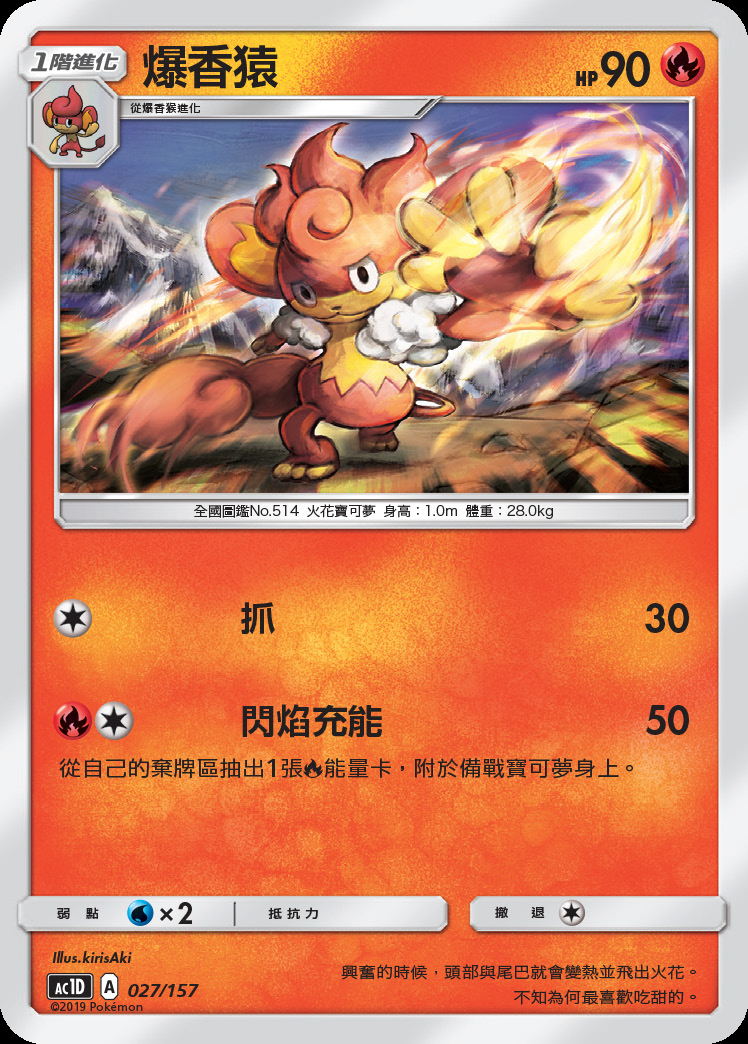 1階進化 爆香猿 HP90
從爆香猴進化
全國圖鑑No.514 火花寶可夢 身高：1.0m 體重：28.0kg
抓 30
閃焰充能 50
從自己的棄牌區抽出1張能量卡，附於備戰寶可夢身上。
弱點 ×2 抵抗力 撤退
Illus.kirisAki
興奮的時候，頭部與尾巴就會變熱並飛出火花。
不知為何最喜歡吃甜的。
AC1D A 027/157
©2019 Pokémon